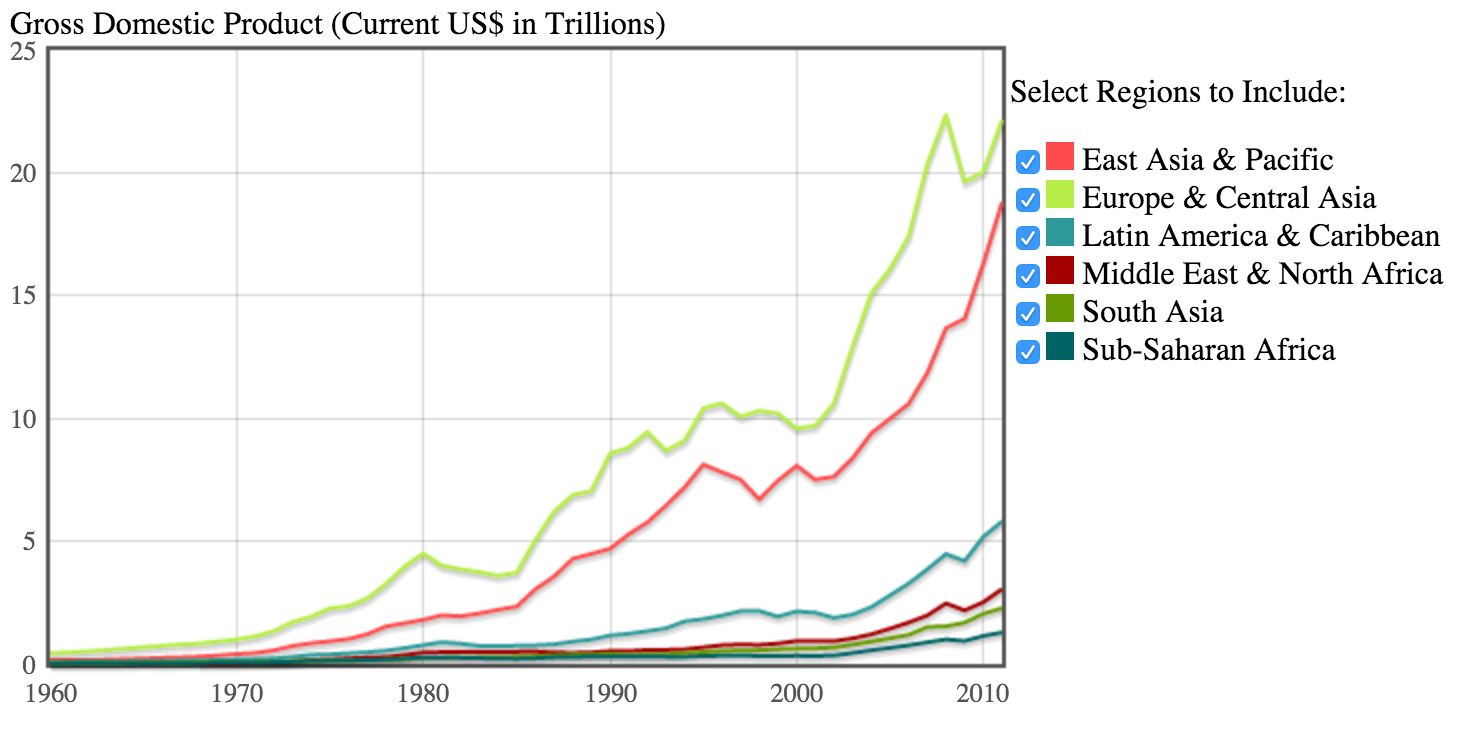 Gross Domestic Product (Current US$ in Trillions)
25
20
15
10
5
0
1960 1970 1980 1990 2000 2010
Select Regions to Include:
East Asia & Pacific
Europe & Central Asia
Latin America & Caribbean
Middle East & North Africa
South Asia
Sub-Saharan Africa